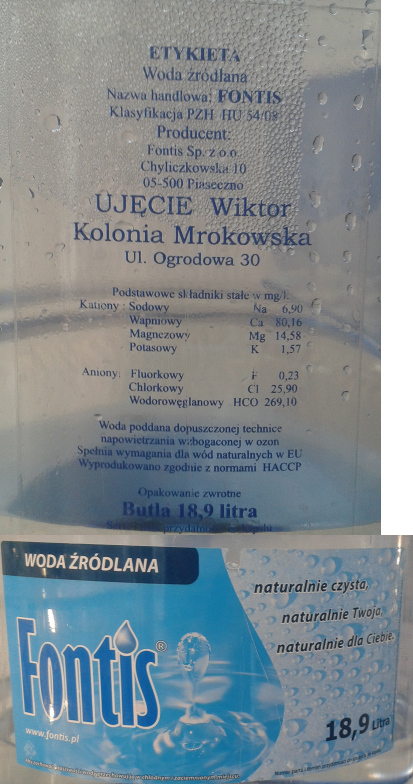 ETYKIETA
Woda źródlana
Nazwa handlowa: FONTIS
Klasyfikacja PZH HU 54/08
Producent:
Fontis Sp. z o.o.
Chyliczkowska 10
05-500 Piaseczno
UJĘCIE Wiktor
Kolonia Mrokowska
Ul. Ogrodowa 30
Podstawowe składniki stałe w mg/l.
Kationy : Sodowy Na 6,90
Wapniowy Ca 80,16
Magnezowy Mg 14,58
Potasowy K 1,57
Aniony: Fluorkowy F 0,23
Chlorkowy Cl 25,90
Wodorowęglanowy HCO 269,10
Woda poddana dopuszczonej technice
napowietrzania wzbogaconej w ozon
Spełnia wymagania dla wód naturalnych w EU
Wyprodukowano zgodnie z normami HACCP
Opakowanie zwrotne
Butla 18,9 litra
WODA ŹRÓDLANA
naturalnie czysta,
naturalnie Twoja,
naturalnie dla Ciebie.
Fontis®
www.fontis.pl
18,9 Litra